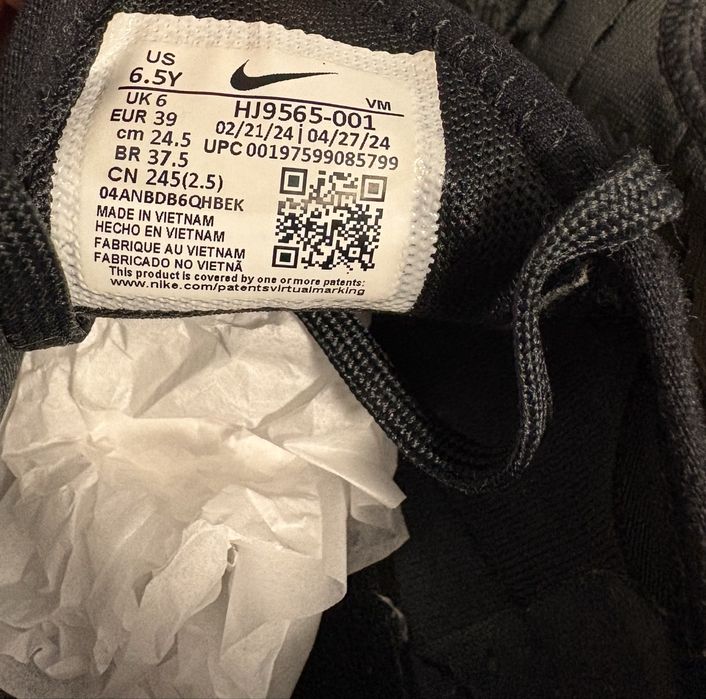 US
6.5Y
UK 6
EUR 39
cm 24.5
BR 37.5
CN 245(2.5)
04ANBDB6QHBEK
VM
HJ9565-001
02/21/24 | 04/27/24
UPC 00197599085799
MADE IN VIETNAM
HECHO EN VIETNAM
FABRIQUE AU VIETNAM
FABRICADO NO VIETNÃ
This product is covered by one or more patents:
www.nike.com/patentsvirtualmarking